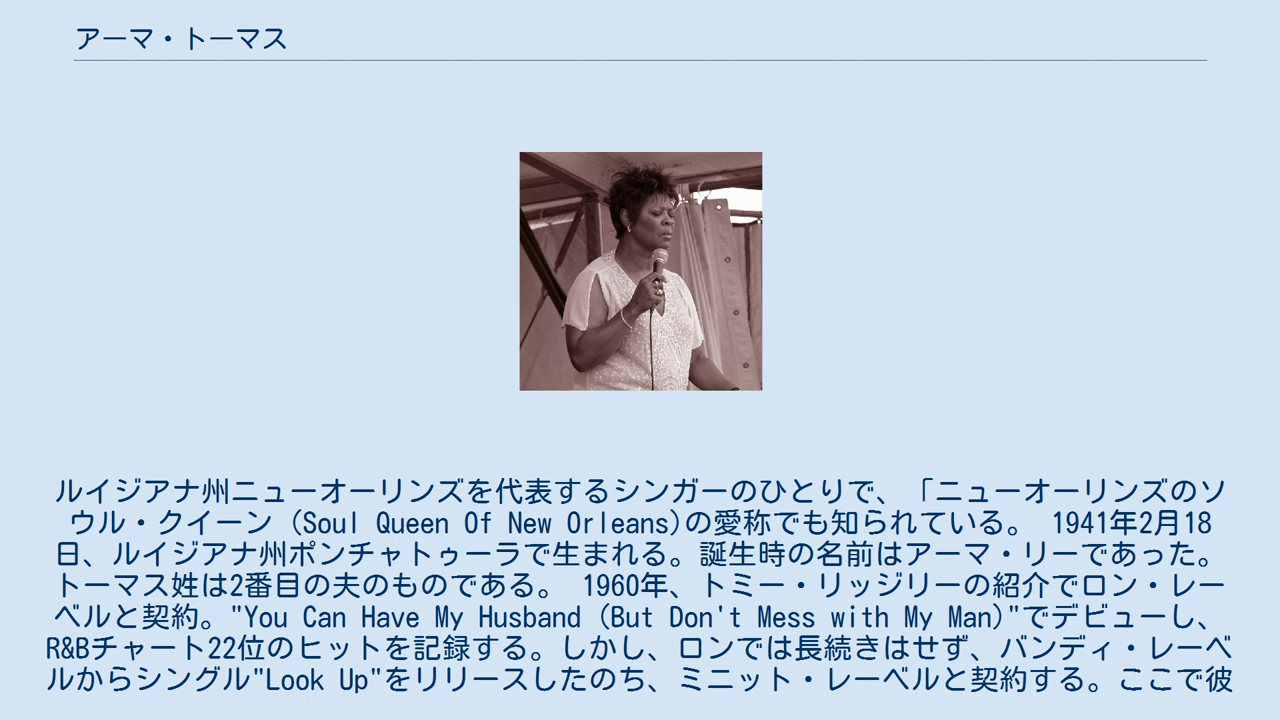 アーマ・トーマス
ルイジアナ州ニューオーリンズを代表するシンガーのひとりで、「ニューオーリンズのソ
ウル・クイーン (Soul Queen Of New Orleans)の愛称でも知られている。 1941年2月18
日、ルイジアナ州ポンチャトゥーラで生まれる。誕生時の名前はアーマ・リーであった。
トーマス姓は2番目の夫のものである。 1960年、トミー・リッジリーの紹介でロン・レー
ベルと契約。"You Can Have My Husband (But Don't Mess with My Man)"でデビューし、
R&Bチャート22位のヒットを記録する。しかし、ロンでは長続きはせず、バンディ・レーベ
ルからシングル"Look Up"をリリースしたのち、ミニット・レーベルと契約する。ここで彼